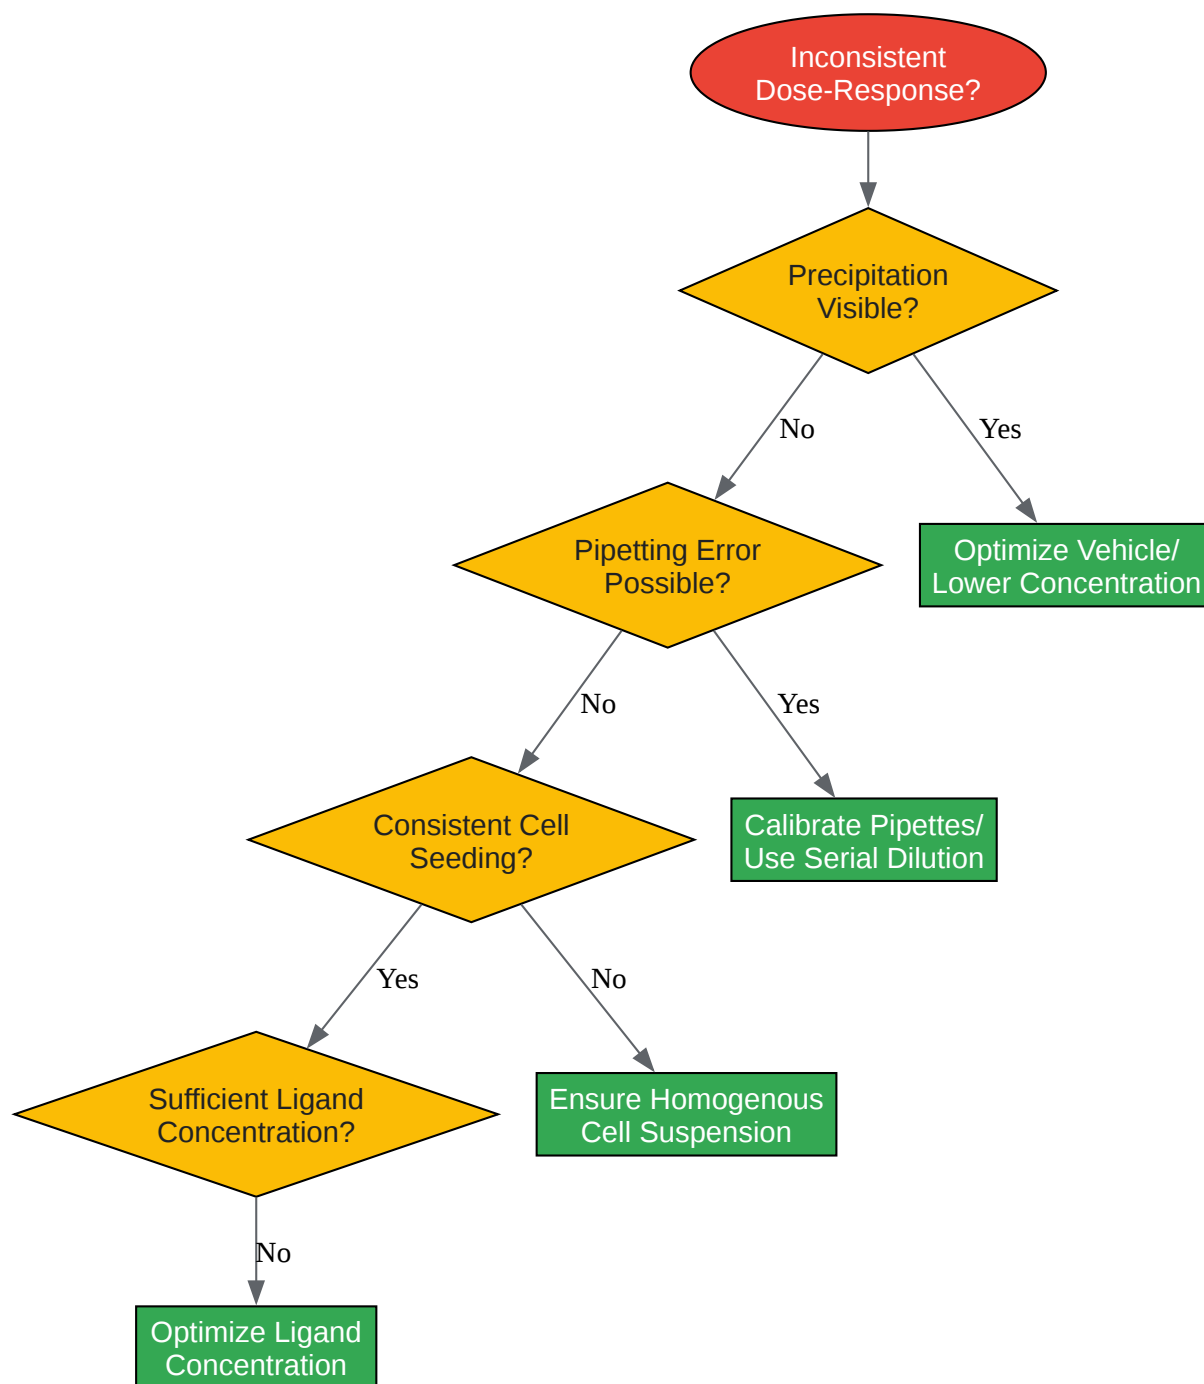 Inconsistent
Dose-Response?
Precipitation
Visible?
No
Yes
Pipetting Error
Possible?
Optimize Vehicle/
Lower Concentration
No
Yes
Consistent Cell
Seeding?
Calibrate Pipettes/
Use Serial Dilution
Yes
No
Sufficient Ligand
Concentration?
Ensure Homogenous
Cell Suspension
No
Optimize Ligand
Concentration